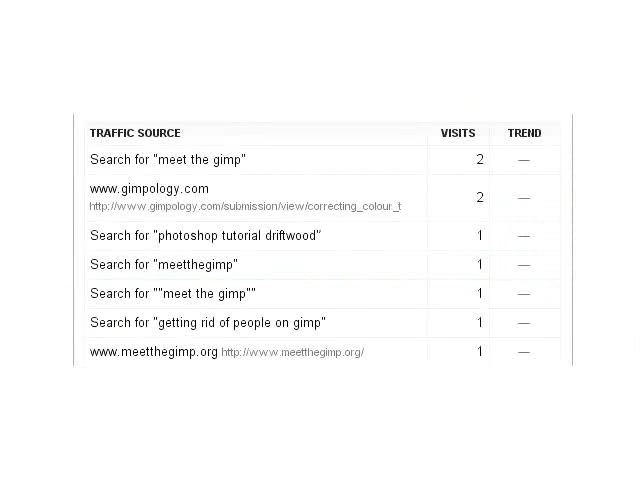 TRAFFIC SOURCE VISITS TREND
Search for "meet the gimp" 2 —
www.gimpology.com
http://www.gimpology.com/submission/view/correcting_colour_t 2 —
Search for "photoshop tutorial driftwood" 1 —
Search for "meetthegimp" 1 —
Search for ""meet the gimp"" 1 —
Search for "getting rid of people on gimp" 1 —
www.meetthegimp.org http://www.meetthegimp.org/ 1 —